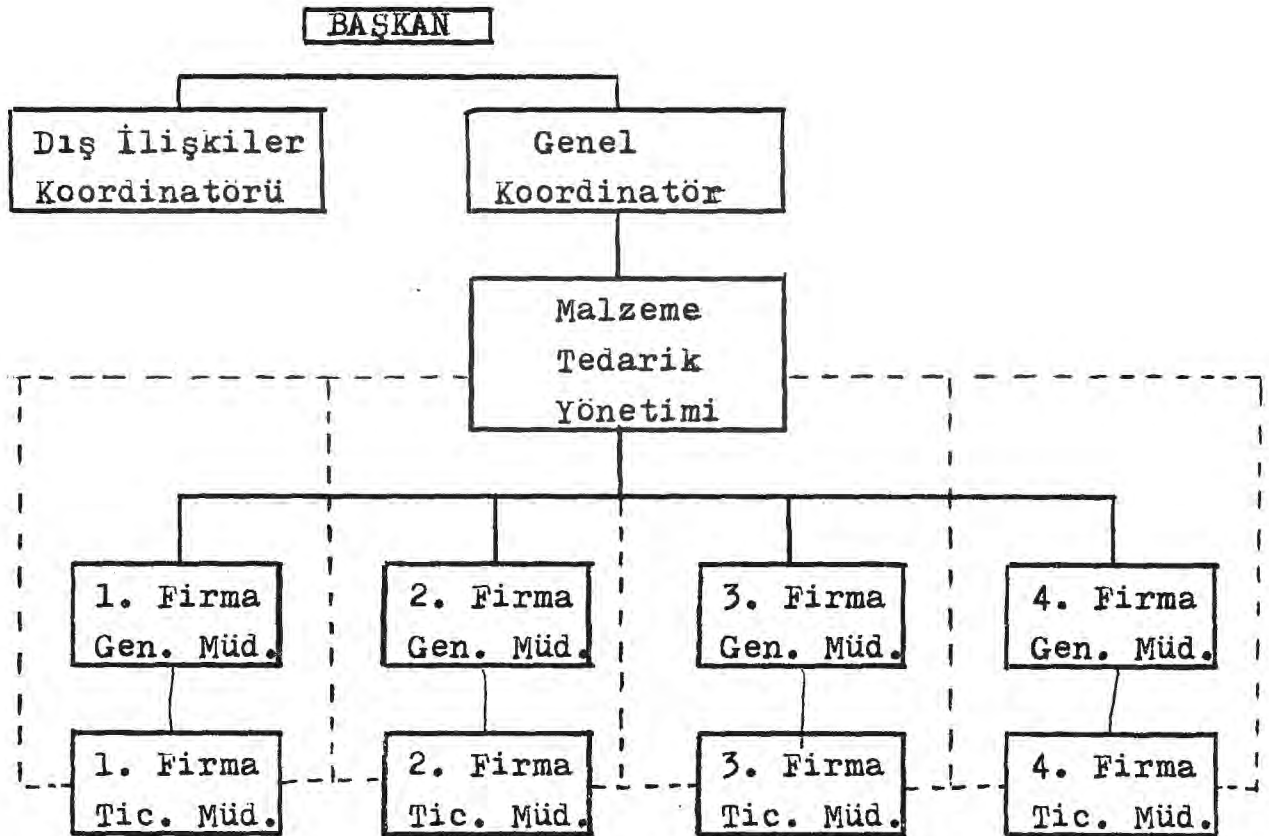 BAŞKAN
Dış İlişkiler
Koordinatörü
Genel
Koordinatör
Malzeme
Tedarik
Yönetimi
1. Firma
Gen. Müd.
2. Firma
Gen. Müd.
3. Firma
Gen. Müd.
4. Firma
Gen. Müd.
1. Firma
Tic. Müd.
2. Firma
Tic. Müd.
3. Firma
Tic. Müd.
4. Firma
Tic. Müd.